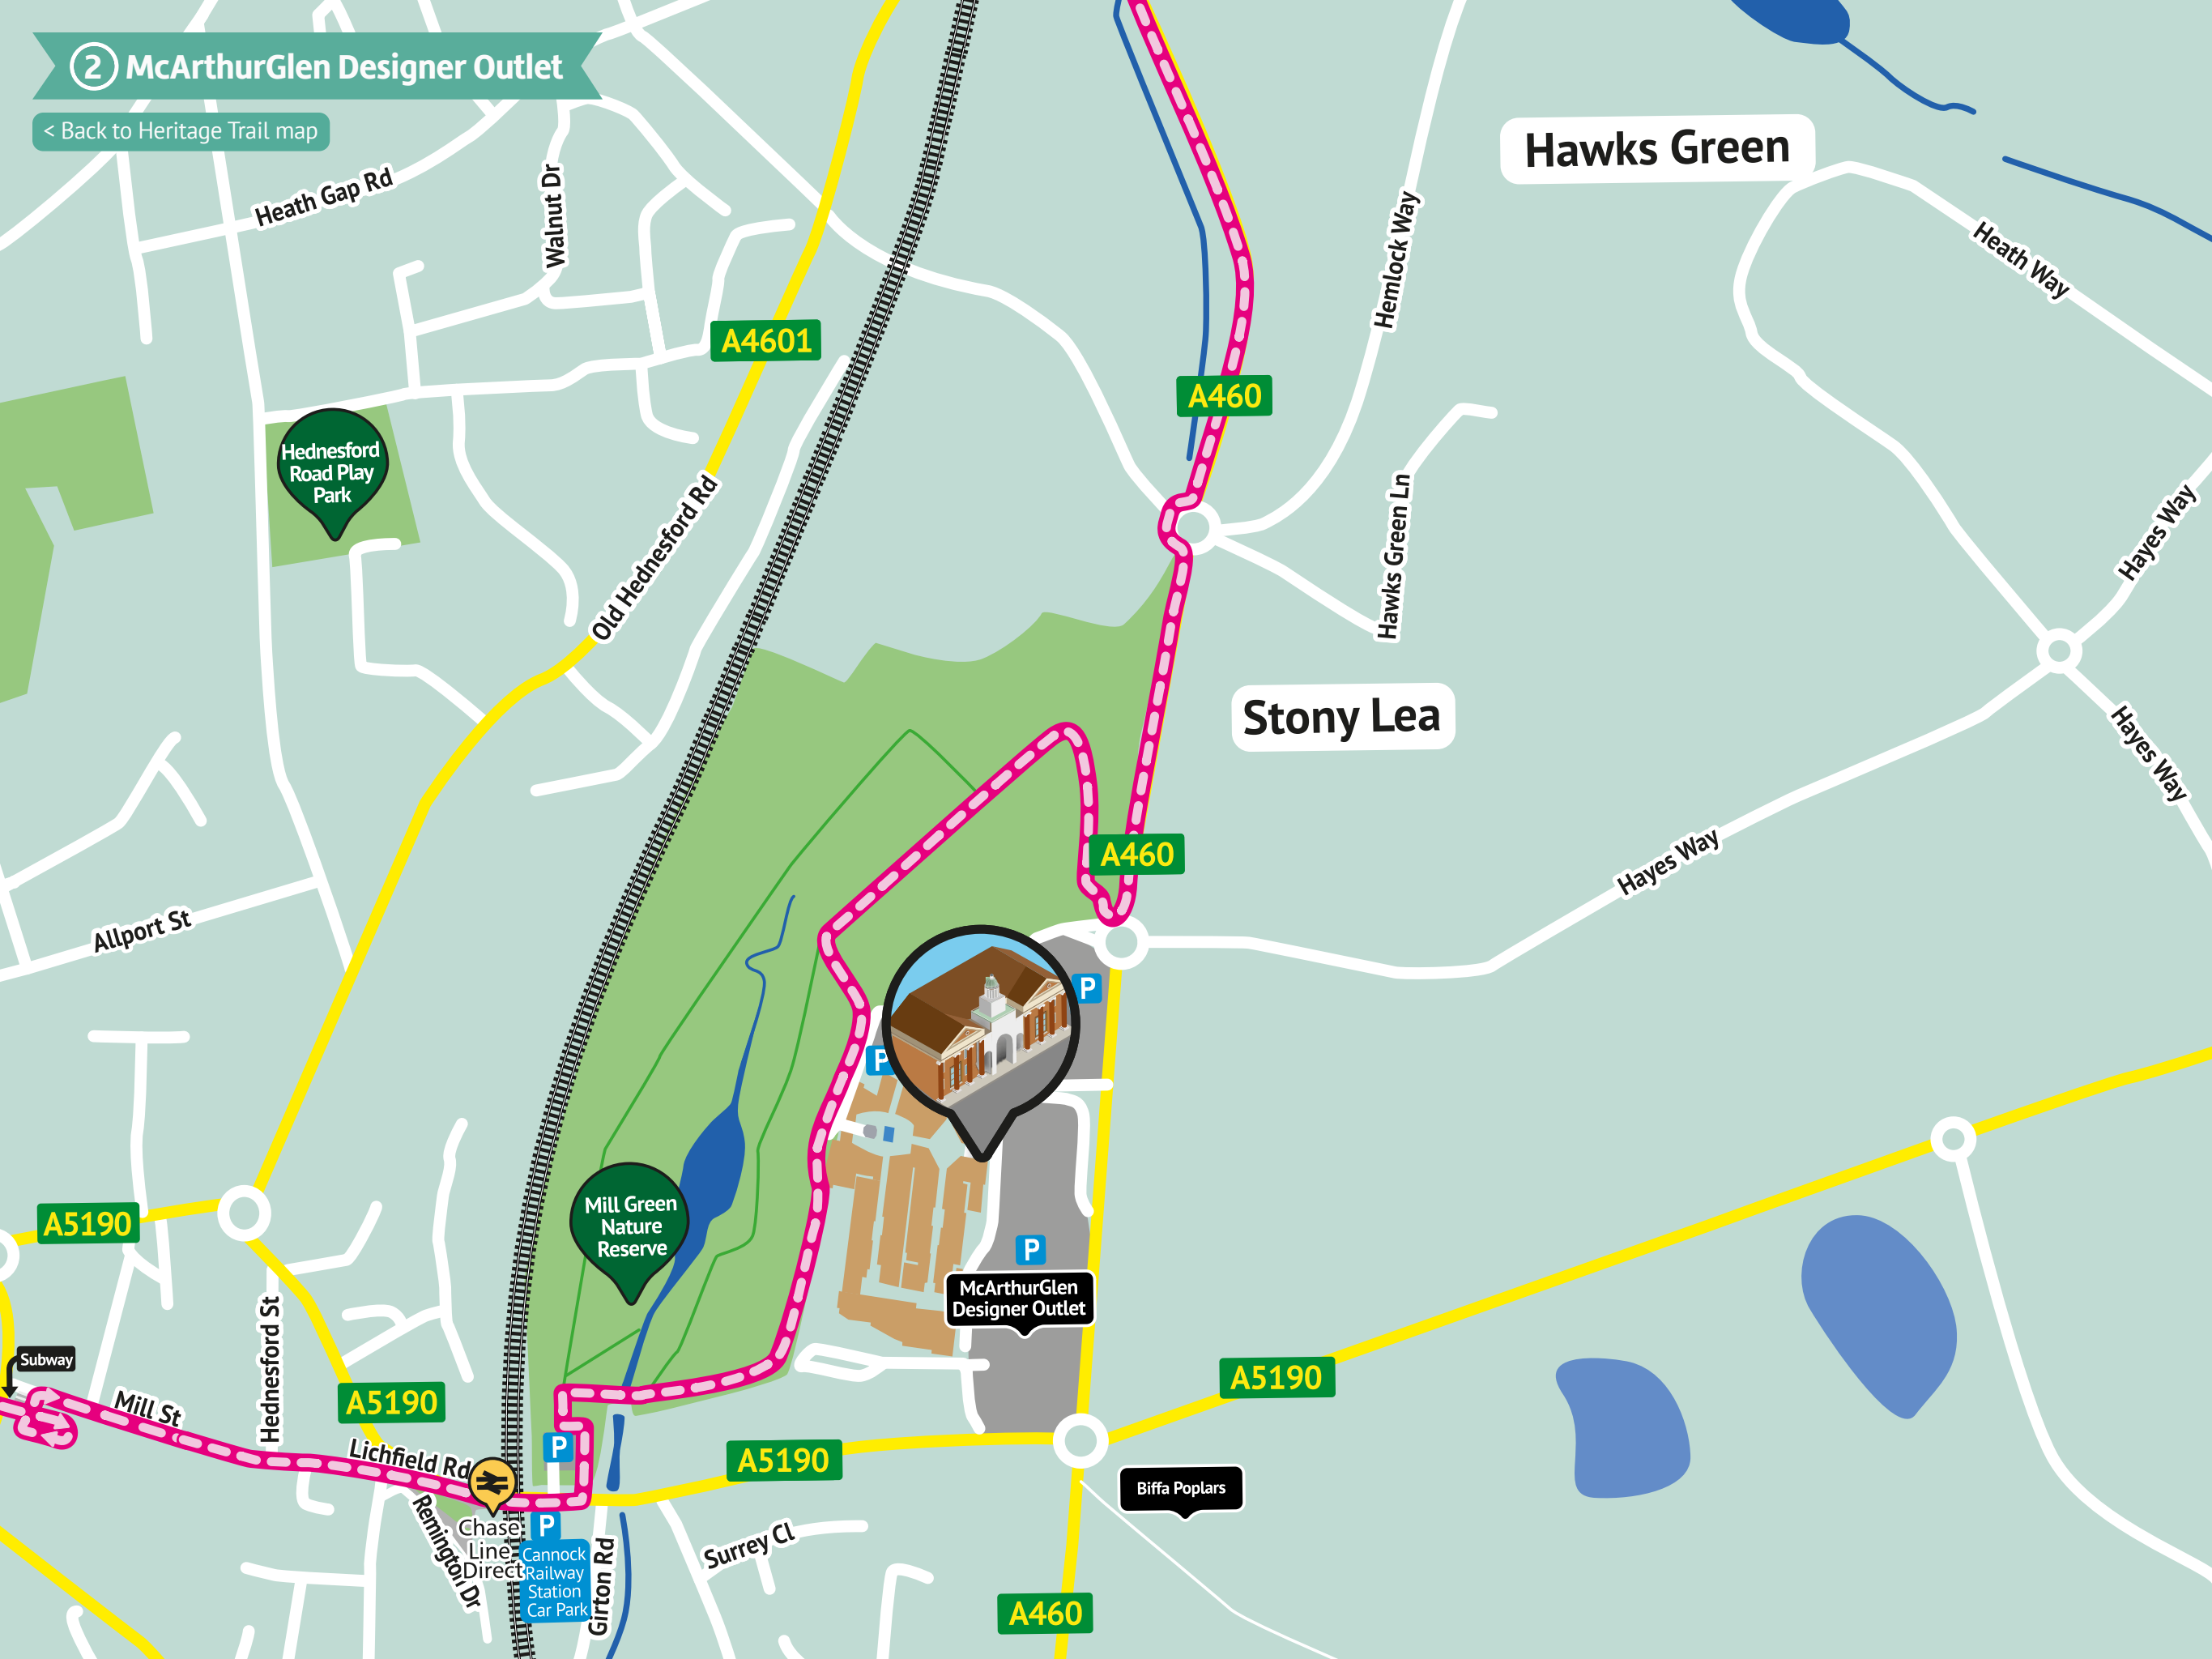 2 McArthurGlen Designer Outlet
< Back to Heritage Trail map
Hawks Green
Heath Gap Rd
Walnut Dr
Hemlock Way
Heath Way
A4601
A460
Hednesford
Road Play
Park
Old Hednesford Rd
Hawks Green Ln
Hayes Way
Stony Lea
Hayes Way
A460
Hayes Way
Allport St
P
P
Mill Green
Nature
Reserve
A5190
P
McArthurGlen
Designer Outlet
Subway
Hednesford St
Mill St
A5190
A5190
Lichfield Rd
P
A5190
Biffa Poplars
Remington Dr
Chase
Line
Direct
P
Cannock
Railway
Station
Car Park
Girton Rd
Surrey Cl
A460